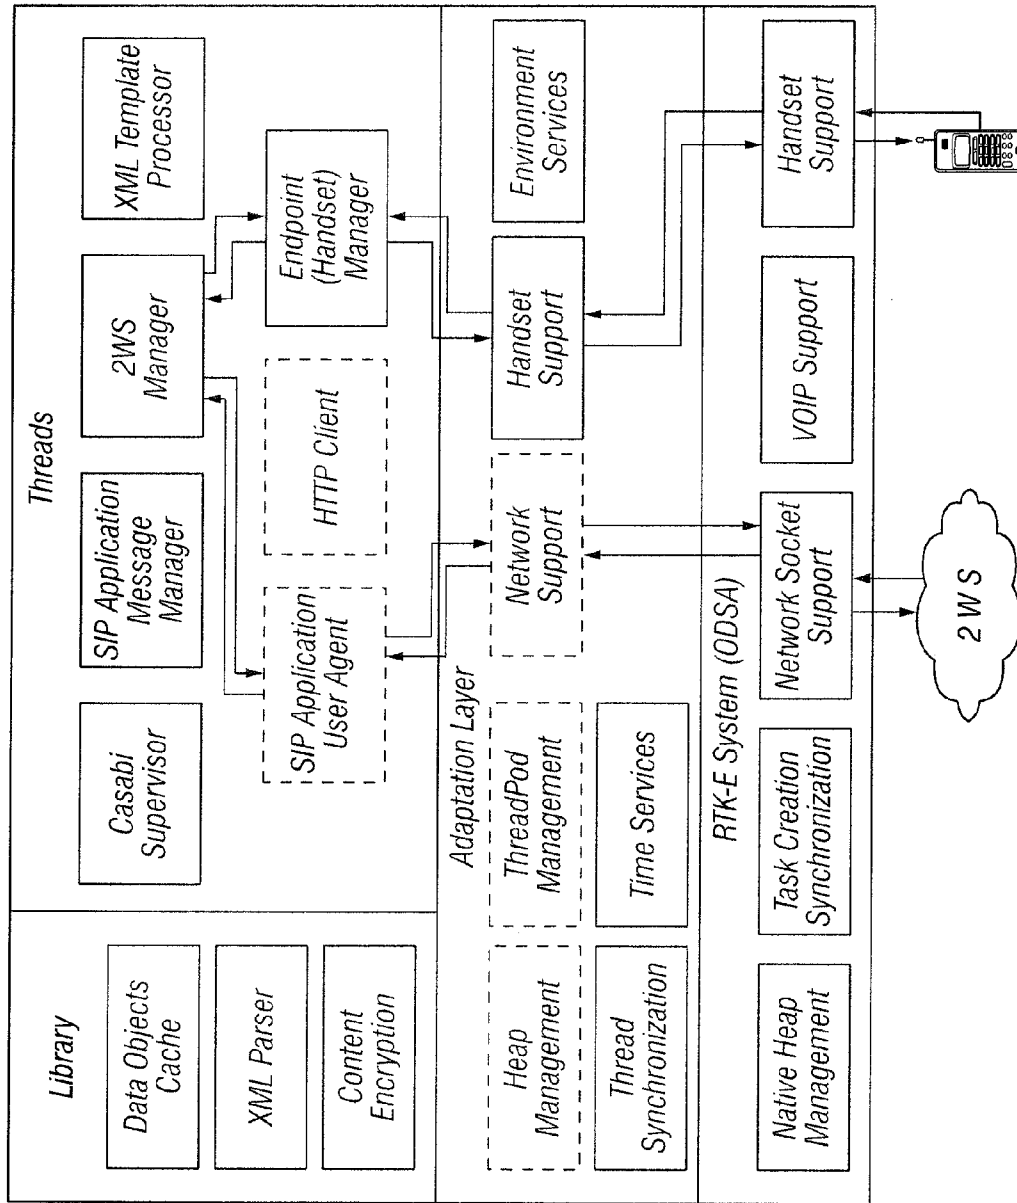 Library
Data Objects
Cache
XML Parser
Content
Encryption
Threads
Casabi
Supervisor
SIP Application
Message
Manager
2WS
Manager
XML Template
Processor
SIP Application
User Agent
HTTP Client
Endpoint
(Handset)
Manager
Adaptation Layer
Heap
Management
ThreadPod
Management
Network
Support
Handset
Support
Environment
Services
Thread
Synchronization
Time Services
RTK-E System (ODSA)
Native Heap
Management
Task Creation
Synchronization
Network Socket
Support
VOIP Support
Handset
Support
2WS